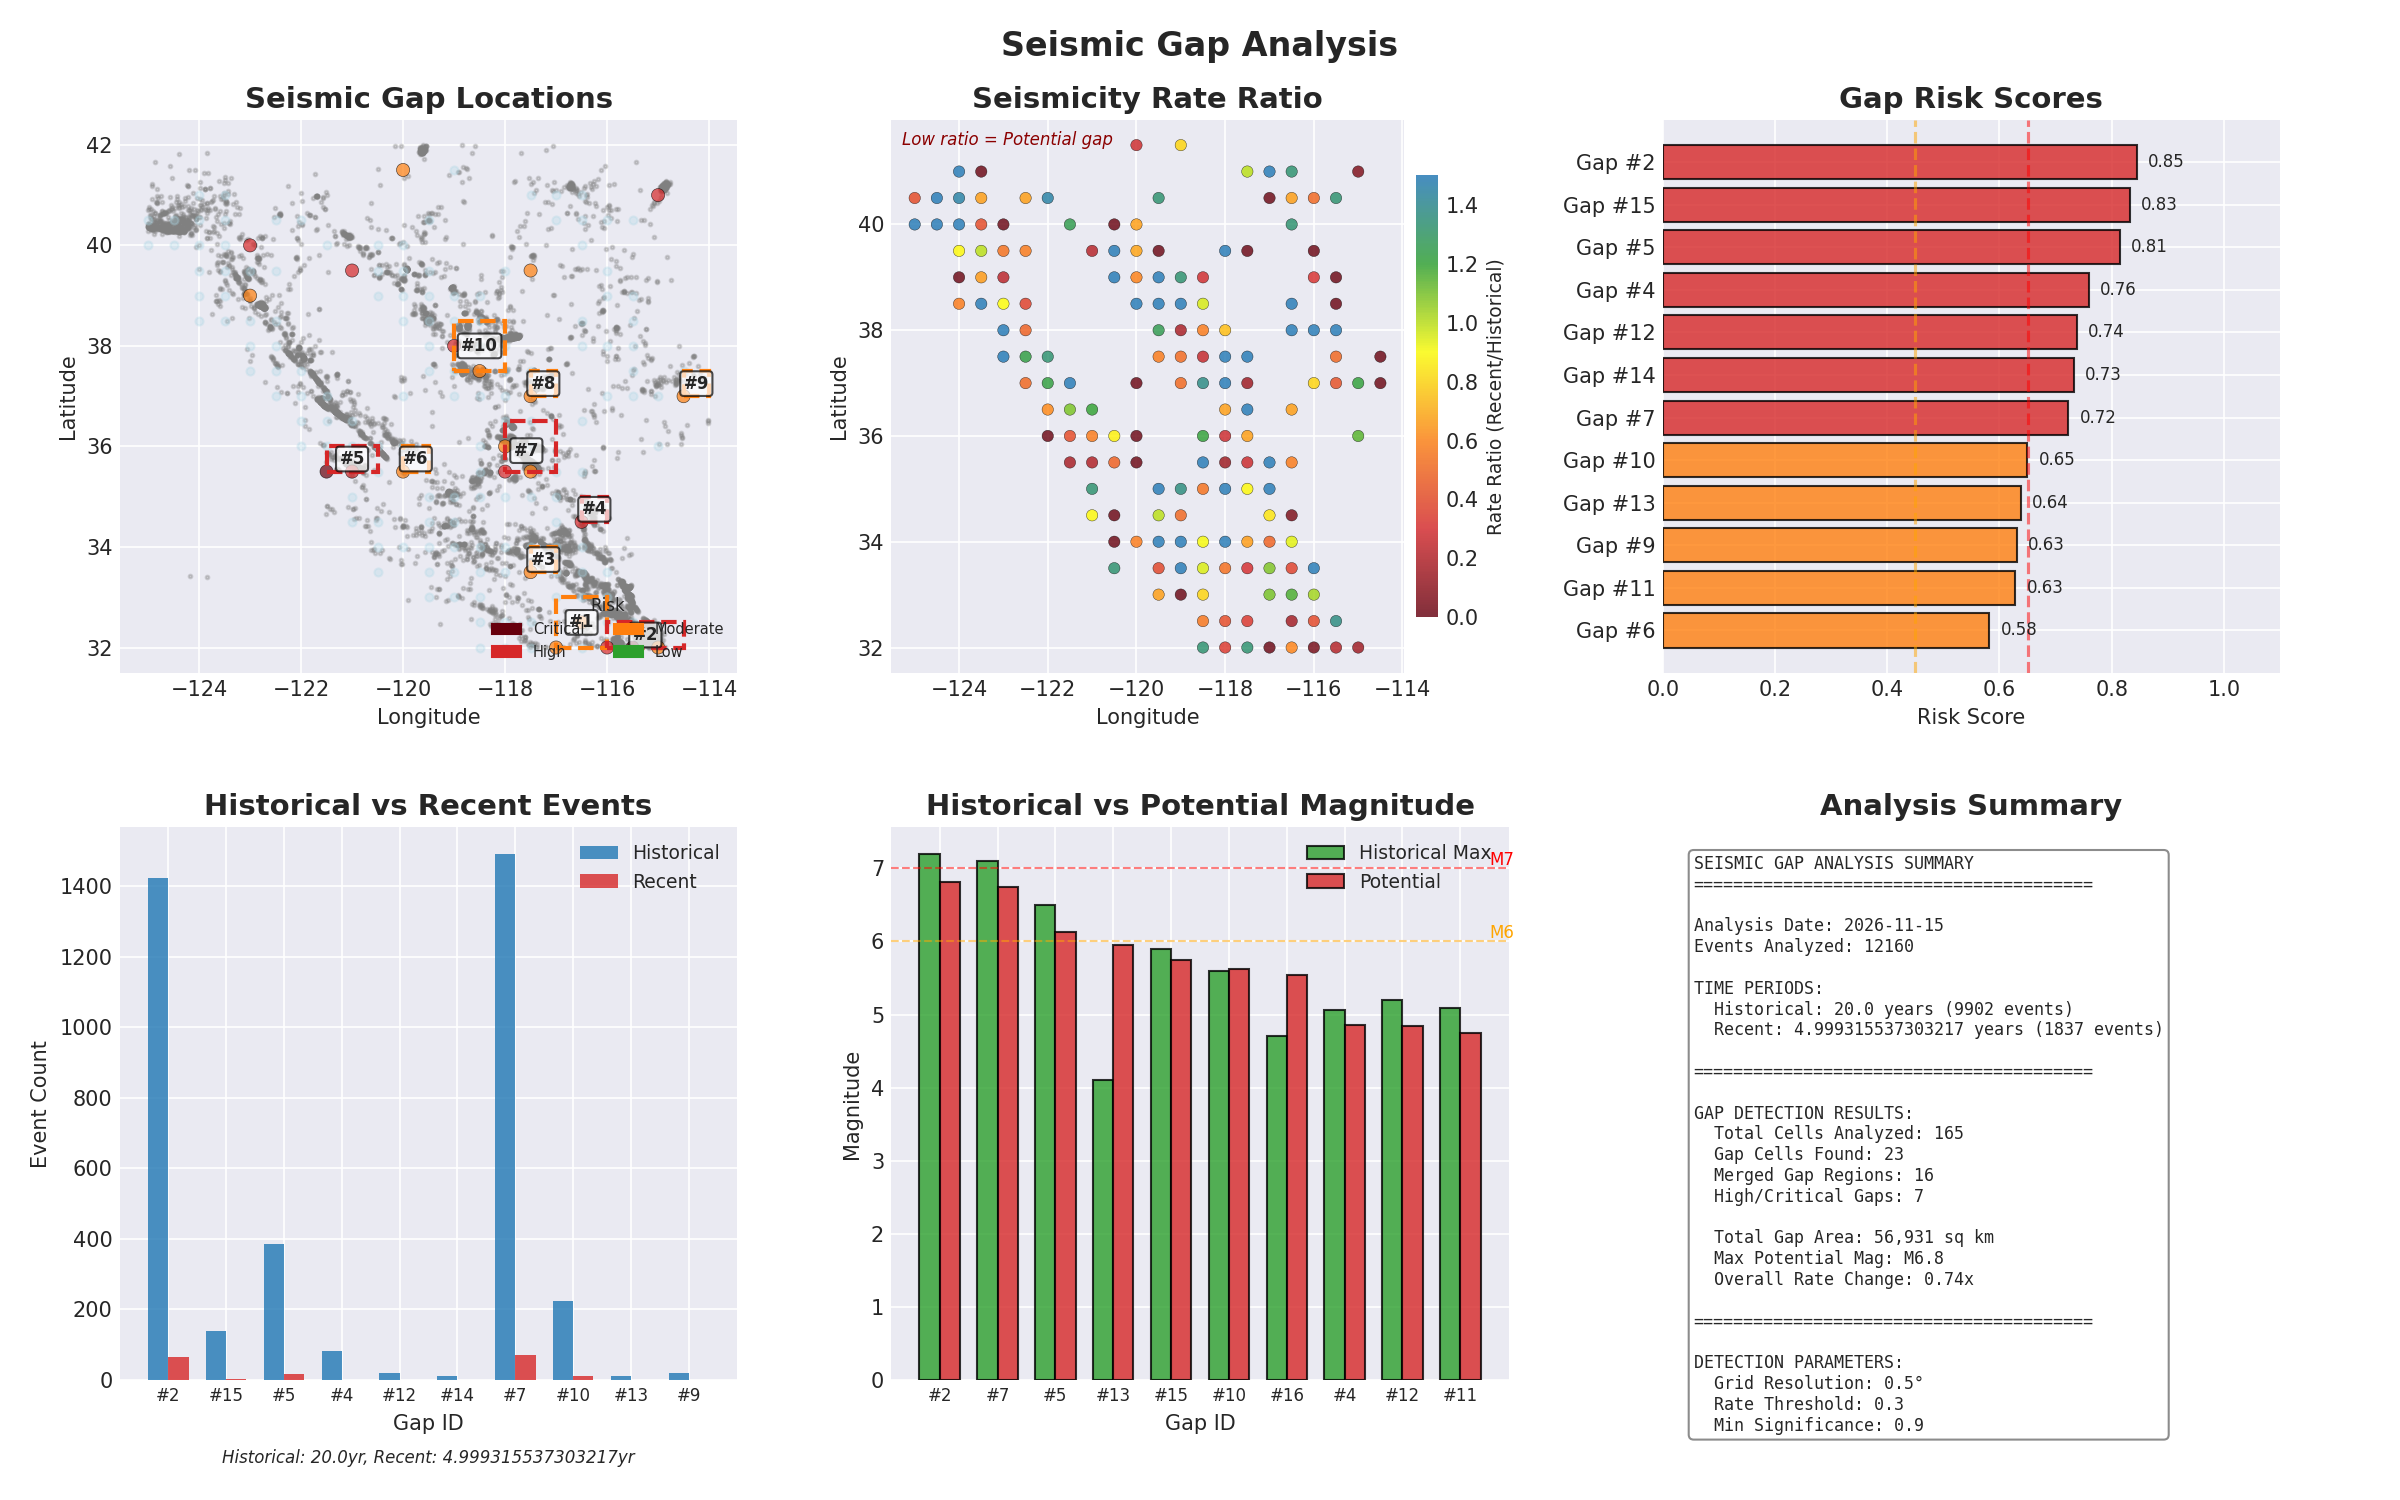 Seismic Gap Analysis
Seismic Gap Locations
42
40
38
36
34
32
Latitude
#10
#8
#9
#7
#5
#6
#4
#3
#1
#2
Risk
Critical
Moderate
High
Low
−124
−122
−120
−118
−116
−114
Longitude
Seismicity Rate Ratio
Low ratio = Potential gap
40
38
36
34
32
Latitude
−124
−122
−120
−118
−116
−114
Longitude
1.4
1.2
1.0
0.8
0.6
0.4
0.2
0.0
Rate Ratio (Recent/Historical)
Gap Risk Scores
Gap #2 0.85
Gap #15 0.83
Gap #5 0.81
Gap #4 0.76
Gap #12 0.74
Gap #14 0.73
Gap #7 0.72
Gap #10 0.65
Gap #13 0.64
Gap #9 0.63
Gap #11 0.63
Gap #6 0.58
0.0 0.2 0.4 0.6 0.8 1.0
Risk Score
Historical vs Recent Events
Historical
Recent
1400
1200
1000
800
600
400
200
0
Event Count
#2 #15 #5 #4 #12 #14 #7 #10 #13 #9
Gap ID
Historical: 20.0yr, Recent: 4.999315537303217yr
Historical vs Potential Magnitude
Historical Max
Potential
M7
M6
7
6
5
4
3
2
1
0
Magnitude
#2 #7 #5 #13 #15 #10 #16 #4 #12 #11
Gap ID
Analysis Summary
SEISMIC GAP ANALYSIS SUMMARY
========================================
Analysis Date: 2026-11-15
Events Analyzed: 12160
TIME PERIODS:
Historical: 20.0 years (9902 events)
Recent: 4.999315537303217 years (1837 events)
========================================
GAP DETECTION RESULTS:
Total Cells Analyzed: 165
Gap Cells Found: 23
Merged Gap Regions: 16
High/Critical Gaps: 7
Total Gap Area: 56,931 sq km
Max Potential Mag: M6.8
Overall Rate Change: 0.74x
========================================
DETECTION PARAMETERS:
Grid Resolution: 0.5°
Rate Threshold: 0.3
Min Significance: 0.9